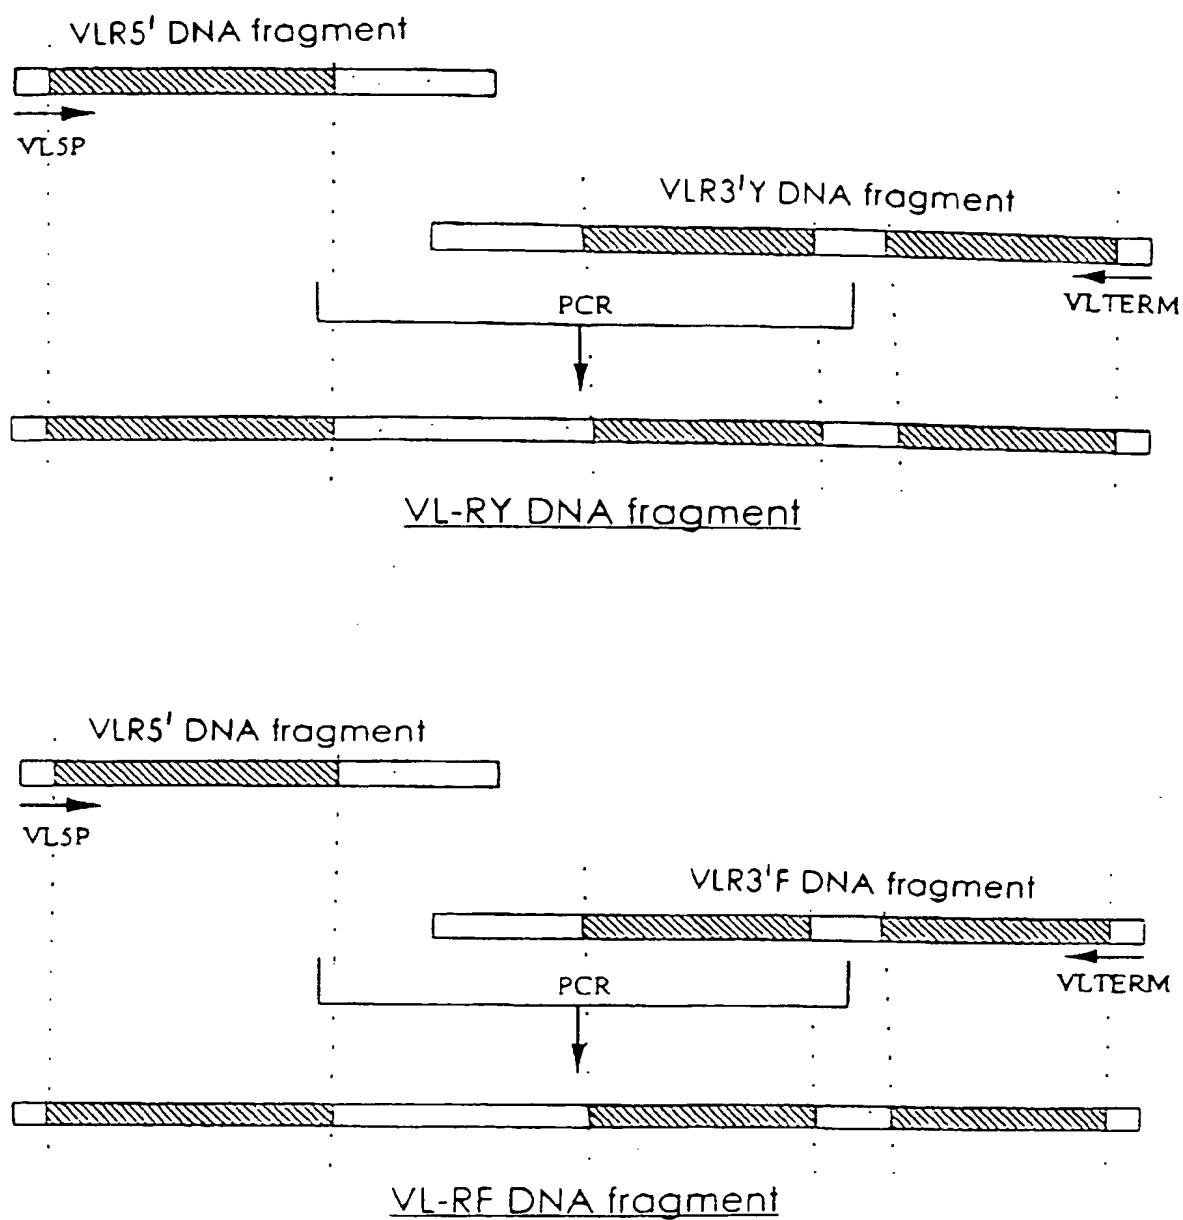 VLR5' DNA fragment
VL5P
VLR3'Y DNA fragment
VLTERM
PCR
VL-RY DNA fragment
VLR5' DNA fragment
VL5P
VLR3'F DNA fragment
VLTERM
PCR
VL-RF DNA fragment